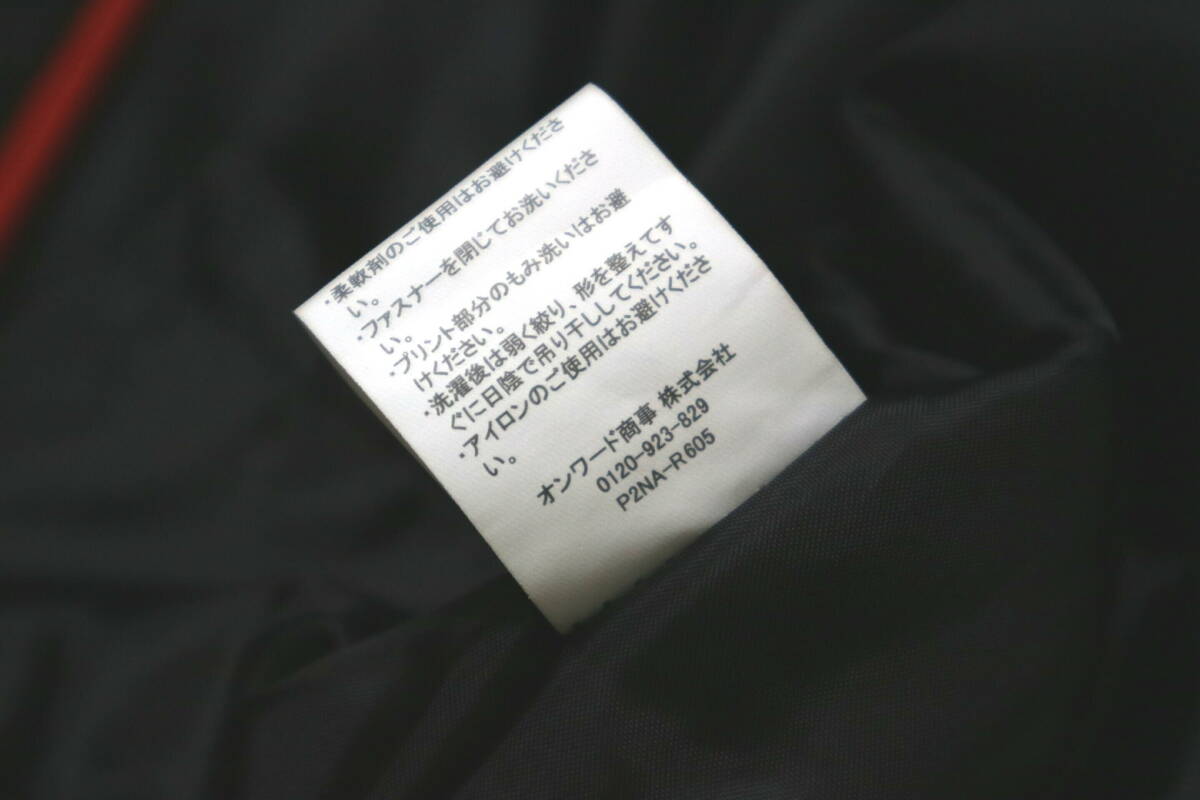 ・柔軟剤のご使用はお避けくださ
い。
・ファスナーを閉じてお洗いくださ
い。
・プリント部分のもみ洗いはお避
けください。
・洗濯後は弱く絞り、形を整えてす
ぐに日陰で吊り干ししてください。
・アイロンのご使用はお避けくださ
い。
オンワード商事 株式会社
0120-923-829
P2NA-R605